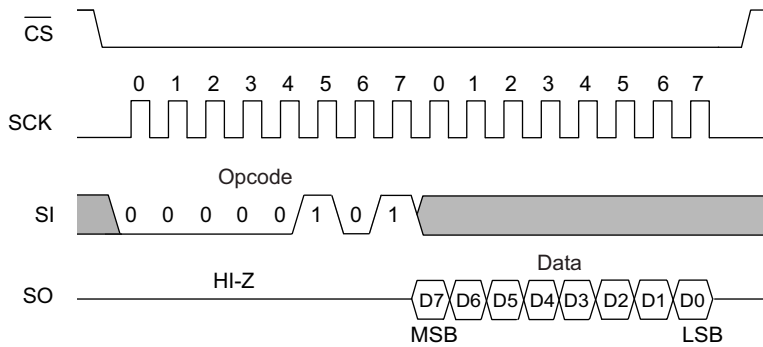 CS
0 1 2 3 4 5 6 7 0 1 2 3 4 5 6 7
SCK
Opcode
SI 0 0 0 0 0 1 0 1
Data
HI-Z
SO D7 D6 D5 D4 D3 D2 D1 D0
MSB LSB